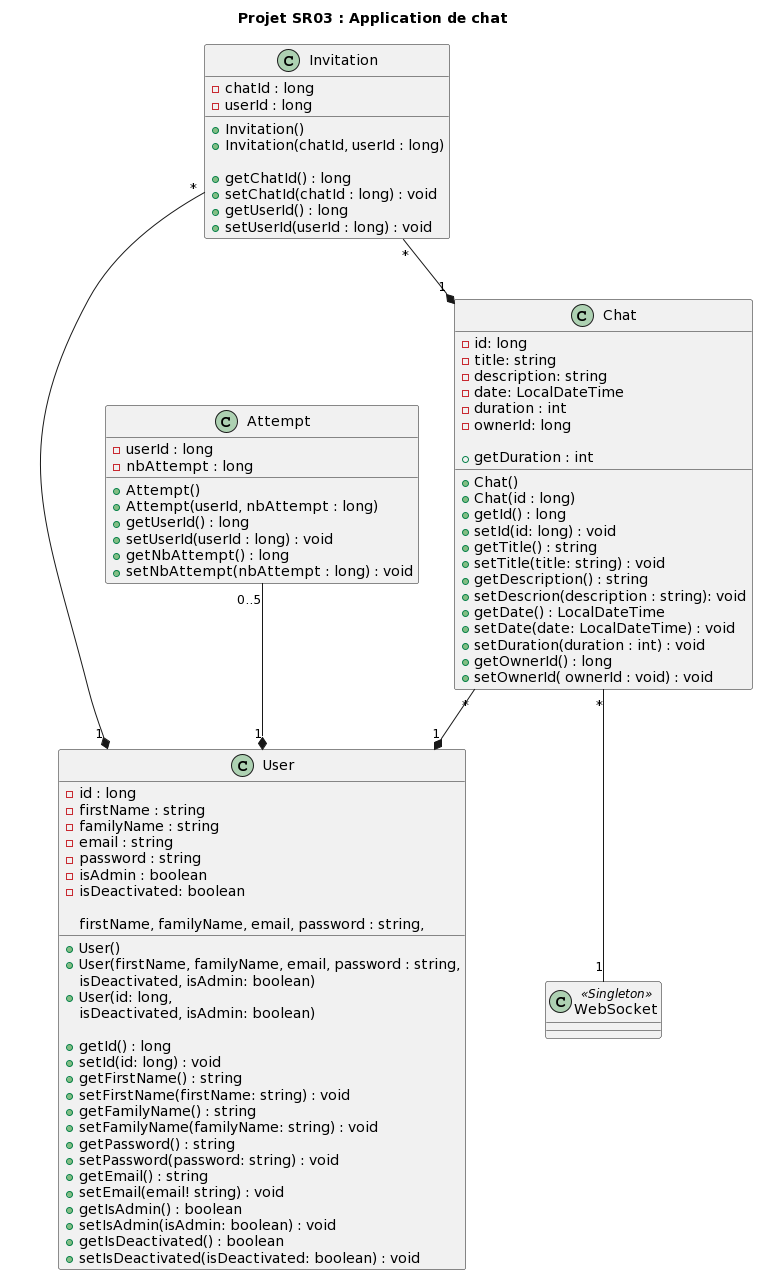 Projet SR03 : Application de chat
C Invitation
chatId : long
userId : long
Invitation()
Invitation(chatId, userId : long)
getChatId() : long
setChatId(chatId : long) : void
getUserId() : long
setUserId(userId : long) : void
*
*
1
C Chat
id: long
title: string
description: string
date: LocalDateTime
duration : int
ownerId: long
getDuration : int
Chat()
Chat(id : long)
getId() : long
setId(id: long) : void
getTitle() : string
setTitle(title: string) : void
getDescription() : string
setDescrion(description : string): void
getDate() : LocalDateTime
setDate(date: LocalDateTime) : void
setDuration(duration : int) : void
getOwnerId() : long
setOwnerId( ownerId : void) : void
C Attempt
userId : long
nbAttempt : long
Attempt()
Attempt(userId, nbAttempt : long)
getUserId() : long
setUserId(userId : long) : void
getNbAttempt() : long
setNbAttempt(nbAttempt : long) : void
0..5
*
*
1
1
1
C User
id : long
firstName : string
familyName : string
email : string
password : string
isAdmin : boolean
isDeactivated: boolean
firstName, familyName, email, password : string,
User()
User(firstName, familyName, email, password : string,
isDeactivated, isAdmin: boolean)
User(id: long,
isDeactivated, isAdmin: boolean)
getId() : long
setId(id: long) : void
getFirstName() : string
setFirstName(firstName: string) : void
getFamilyName() : string
setFamilyName(familyName: string) : void
getPassword() : string
setPassword(password: string) : void
getEmail() : string
setEmail(email! string) : void
getIsAdmin() : boolean
setIsAdmin(isAdmin: boolean) : void
getIsDeactivated() : boolean
setIsDeactivated(isDeactivated: boolean) : void
1
C «Singleton»
WebSocket